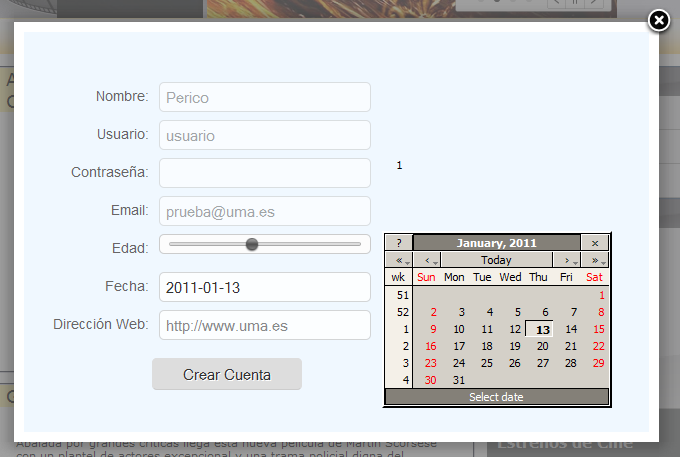 Nombre: Perico
Usuario: usuario
Contraseña:
1
Email: prueba@uma.es
Edad:
Fecha: 2011-01-13
Dirección Web: http://www.uma.es
Crear Cuenta
? January, 2011 ×
« ‹ Today › »
wk Sun Mon Tue Wed Thu Fri Sat
51 1
52 2 3 4 5 6 7 8
1 9 10 11 12 13 14 15
2 16 17 18 19 20 21 22
3 23 24 25 26 27 28 29
4 30 31
Select date
Avalada por grandes críticas llega esta nueva película de Martin Scorsese
con un plantel de actores excepcional y una trama policial digna del
Estrenos de Cine